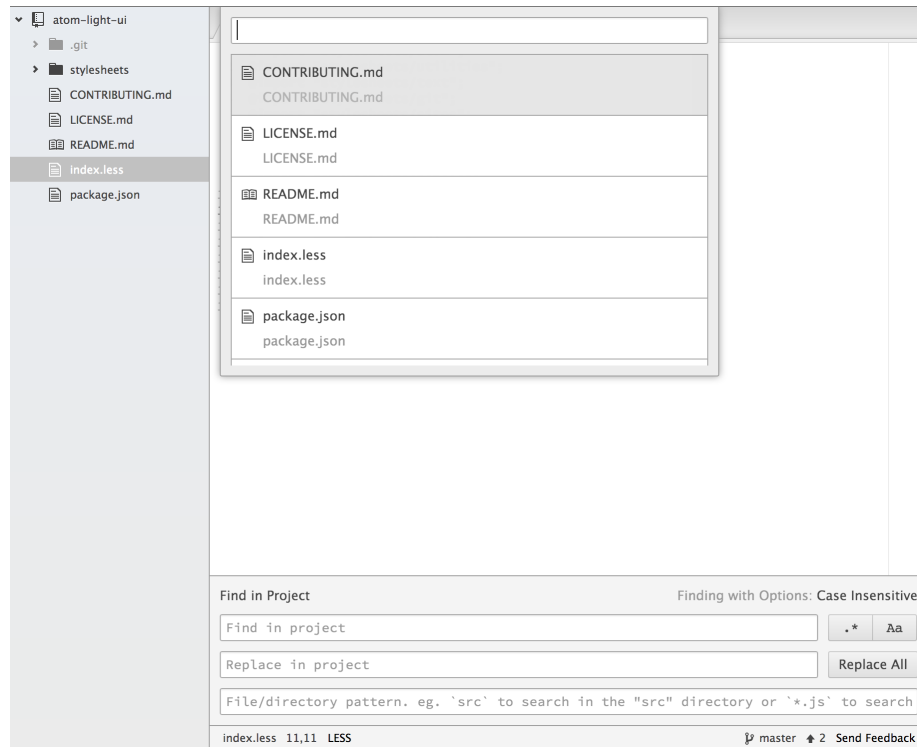 atom-light-ui
.git
stylesheets
CONTRIBUTING.md
LICENSE.md
README.md
index.less
package.json
CONTRIBUTING.md
CONTRIBUTING.md
LICENSE.md
LICENSE.md
README.md
README.md
index.less
index.less
package.json
package.json
Find in Project Finding with Options: Case Insensitive
Find in project .* Aa
Replace in project Replace All
File/directory pattern. eg. `src` to search in the "src" directory or `*.js` to search
index.less 11,11 LESS master 2 Send Feedback